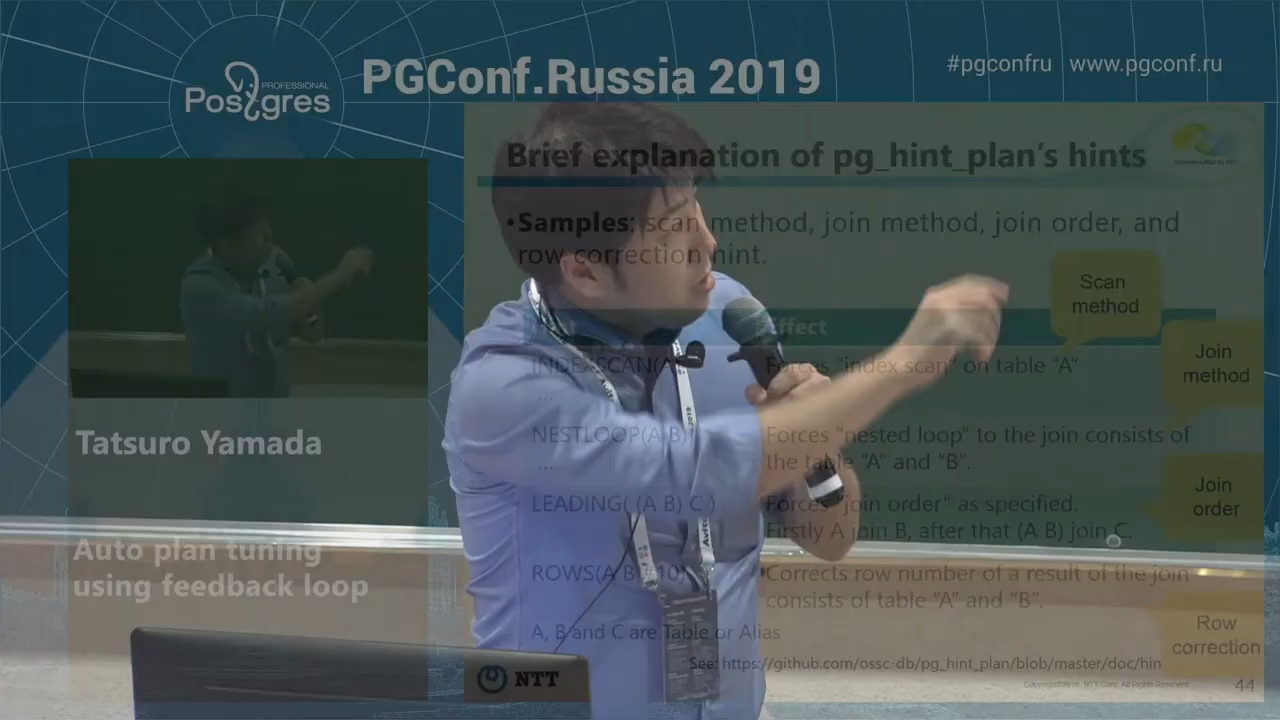 PROFESSIONAL
Postgres
PGConf.Russia 2019
#pgconfru www.pgconf.ru
Brief explanation of pg_hint_plan's hints
•Samples: scan method, join method, join order, and
row correction hint.
Scan
method
Effect
INDEXSCAN(A) Forces "index scan" on table "A"
...
Join
method
NESTLOOP(A B) Forces "nested loop" to the join consists of
the table "A" and "B".
...
LEADING( (A B) C ) Forces "join order" as specified.
Firstly A join B, after that (A B) join C.
Join
order
ROWS(A B 10) Corrects row number of a result of the join
consists of table "A" and "B".
Row
correction
A, B and C are Table or Alias
See: https://github.com/ossc-db/pg_hint_plan/blob/master/doc/hin
44
Tatsuro Yamada
Auto plan tuning
using feedback loop
NTT
Avito